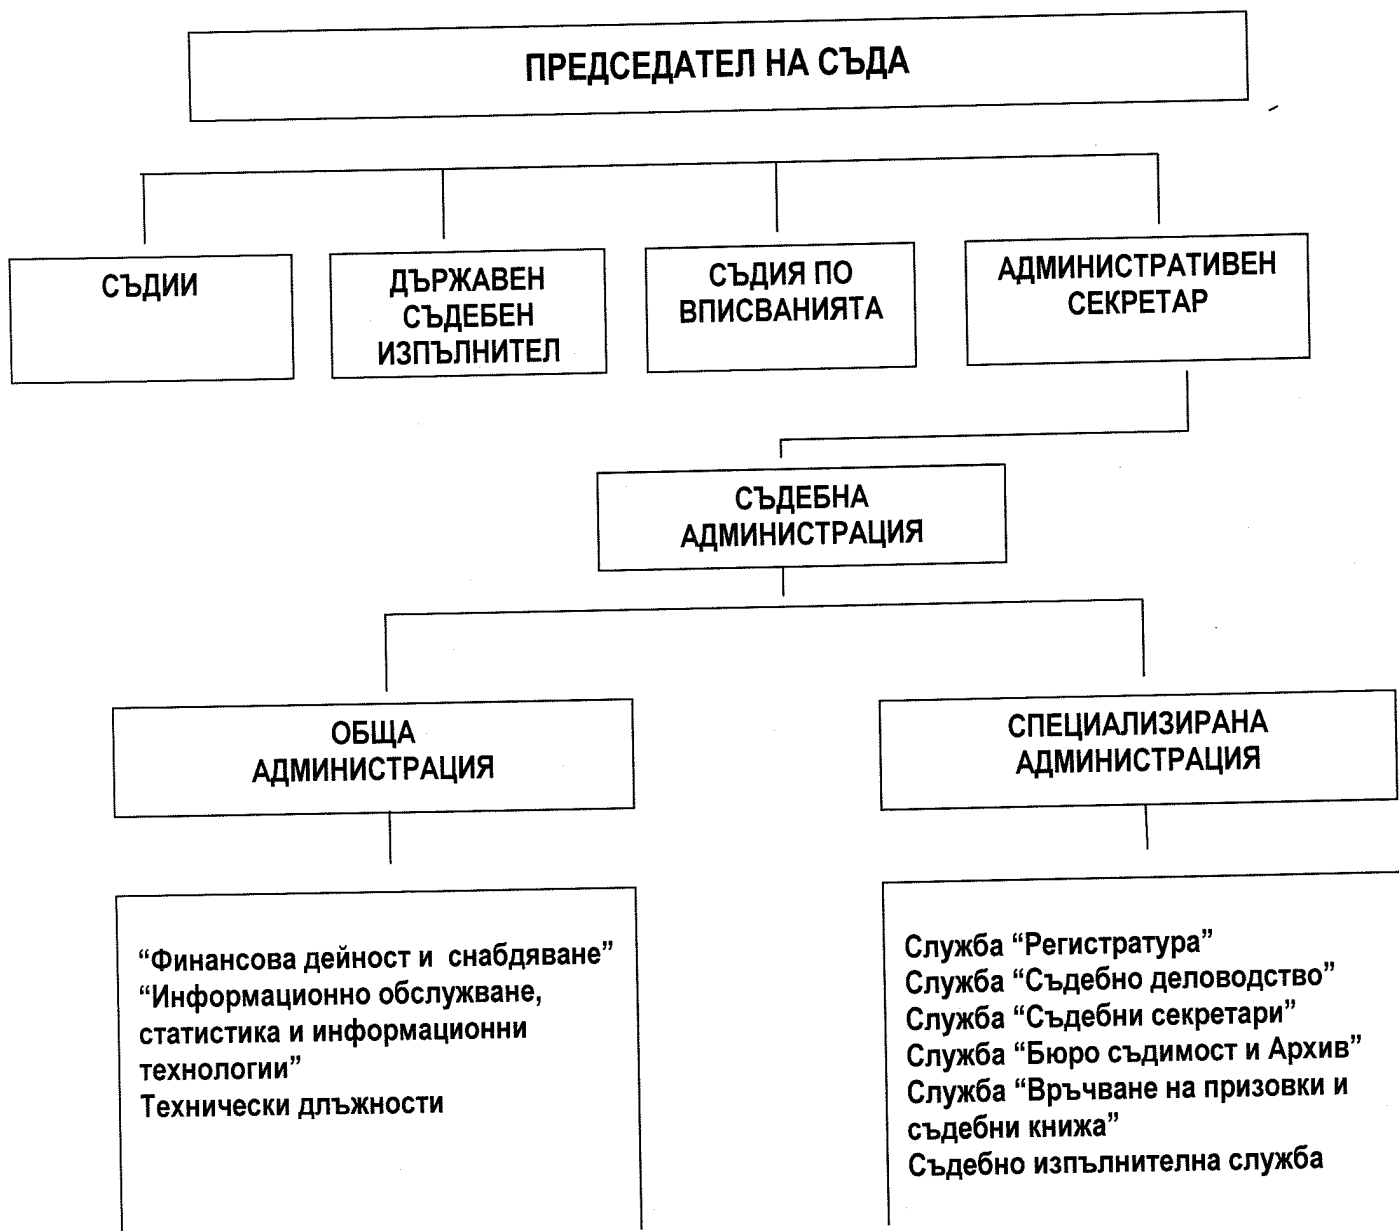 ПРЕДСЕДАТЕЛ НА СЪДА
СЪДИИ
ДЪРЖАВЕН
СЪДЕБЕН
ИЗПЪЛНИТЕЛ
СЪДИЯ ПО
ВПИСВАНИЯТА
АДМИНИСТРАТИВЕН
СЕКРЕТАР
СЪДЕБНА
АДМИНИСТРАЦИЯ
ОБЩА
АДМИНИСТРАЦИЯ
СПЕЦИАЛИЗИРАНА
АДМИНИСТРАЦИЯ
“Финансова дейност и снабдяване”
“Информационно обслужване,
статистика и информационни
технологии”
Технически длъжности
Служба “Регистратура”
Служба “Съдебно деловодство”
Служба “Съдебни секретари”
Служба “Бюро съдимост и Архив”
Служба “Връчване на призовки и
съдебни книжа”
Съдебно изпълнителна служба